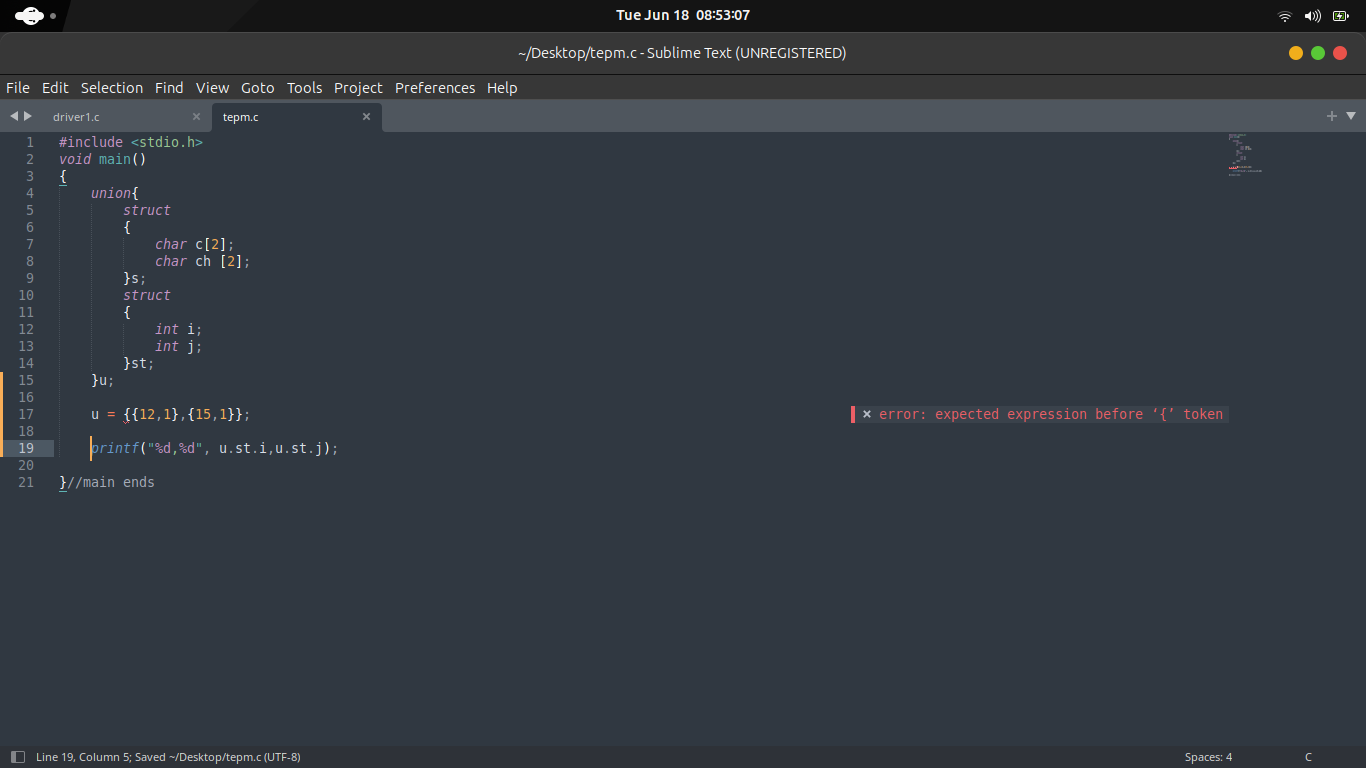 Tue Jun 18 08:53:07
~/Desktop/tepm.c - Sublime Text (UNREGISTERED)
File Edit Selection Find View Goto Tools Project Preferences Help
driver1.c × tepm.c × +
1 #include <stdio.h>
2 void main()
3 {
4     union{
5         struct
6         {
7             char c[2];
8             char ch [2];
9         }s;
10         struct
11         {
12             int i;
13             int j;
14         }st;
15     }u;
16
17     u = {{12,1},{15,1}}; × error: expected expression before ‘{’ token
18
19     printf("%d,%d", u.st.i,u.st.j);
20
21 }//main ends
Line 19, Column 5; Saved ~/Desktop/tepm.c (UTF-8) Spaces: 4 C